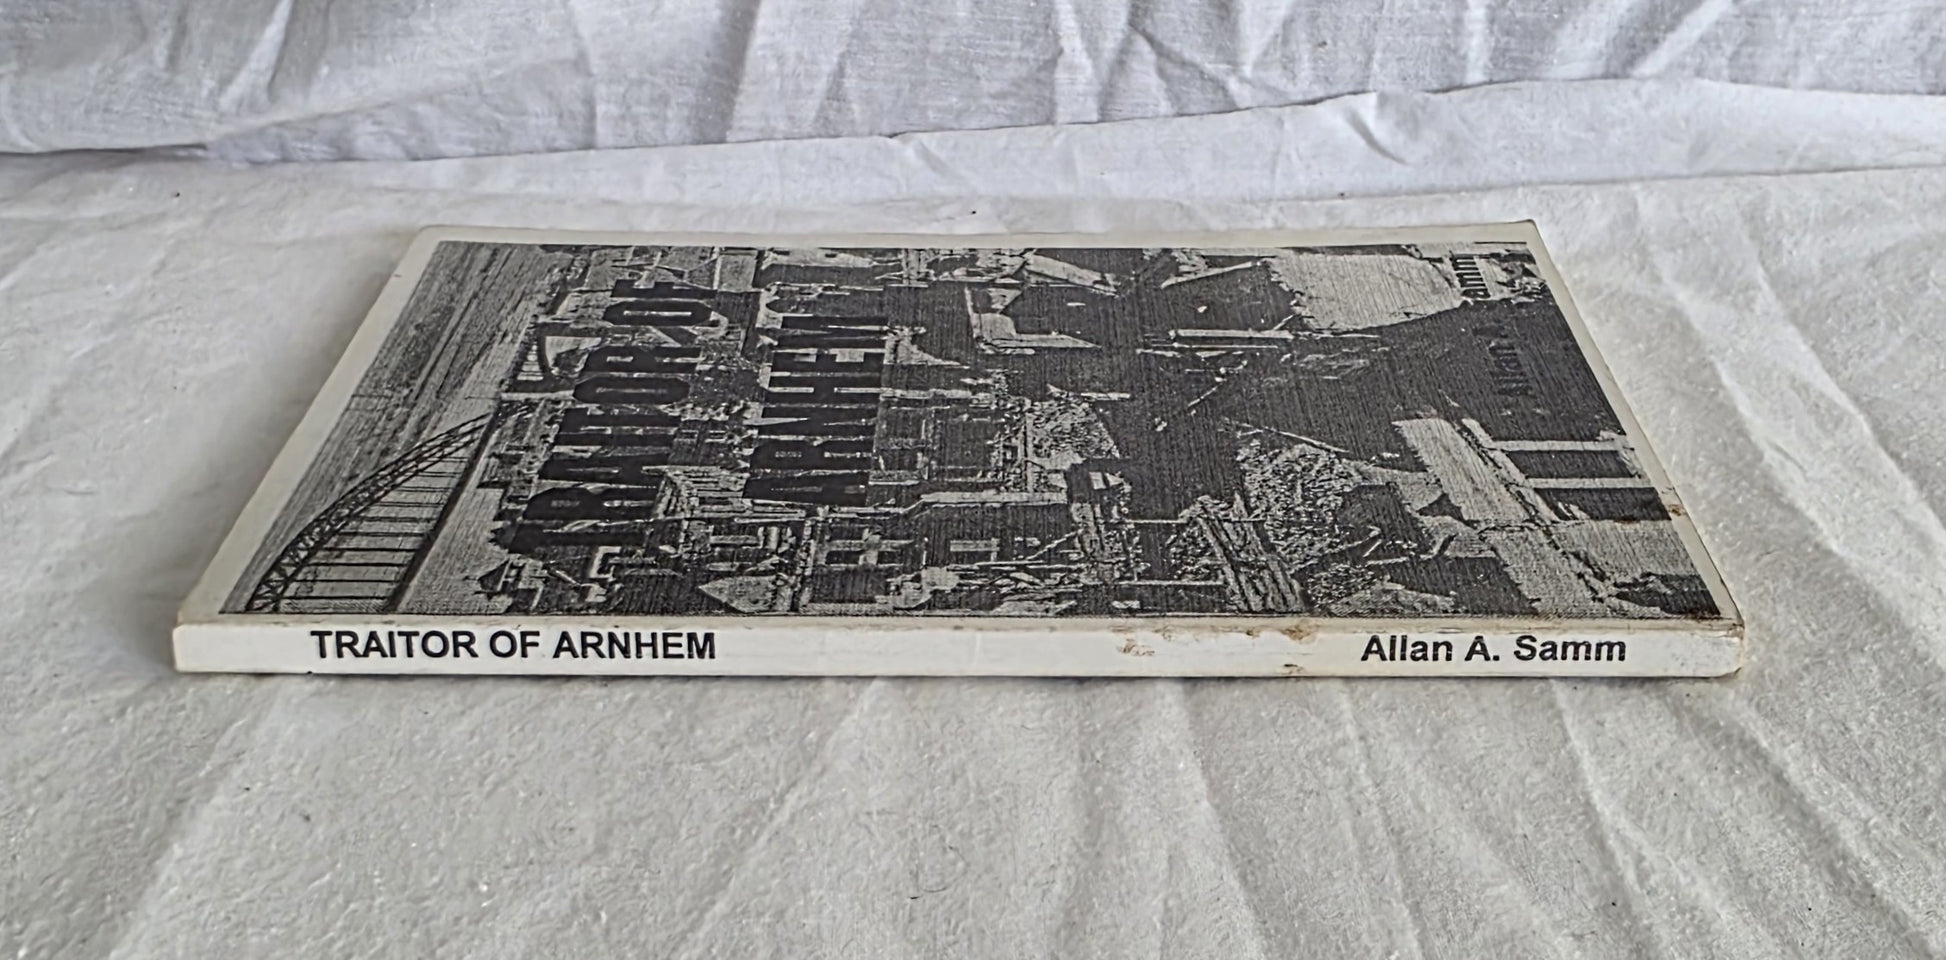 TRAITOR OF
ARNHEM
Allan A. Samm
TRAITOR OF ARNHEM
Allan A. Samm